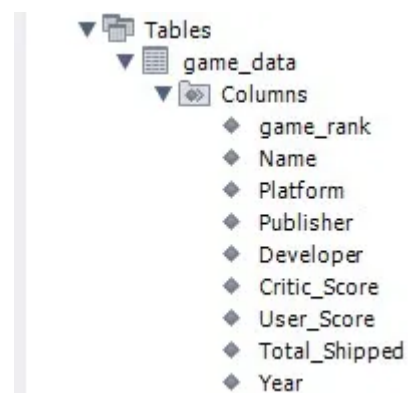 Tables
game_data
Columns
game_rank
Name
Platform
Publisher
Developer
Critic_Score
User_Score
Total_Shipped
Year